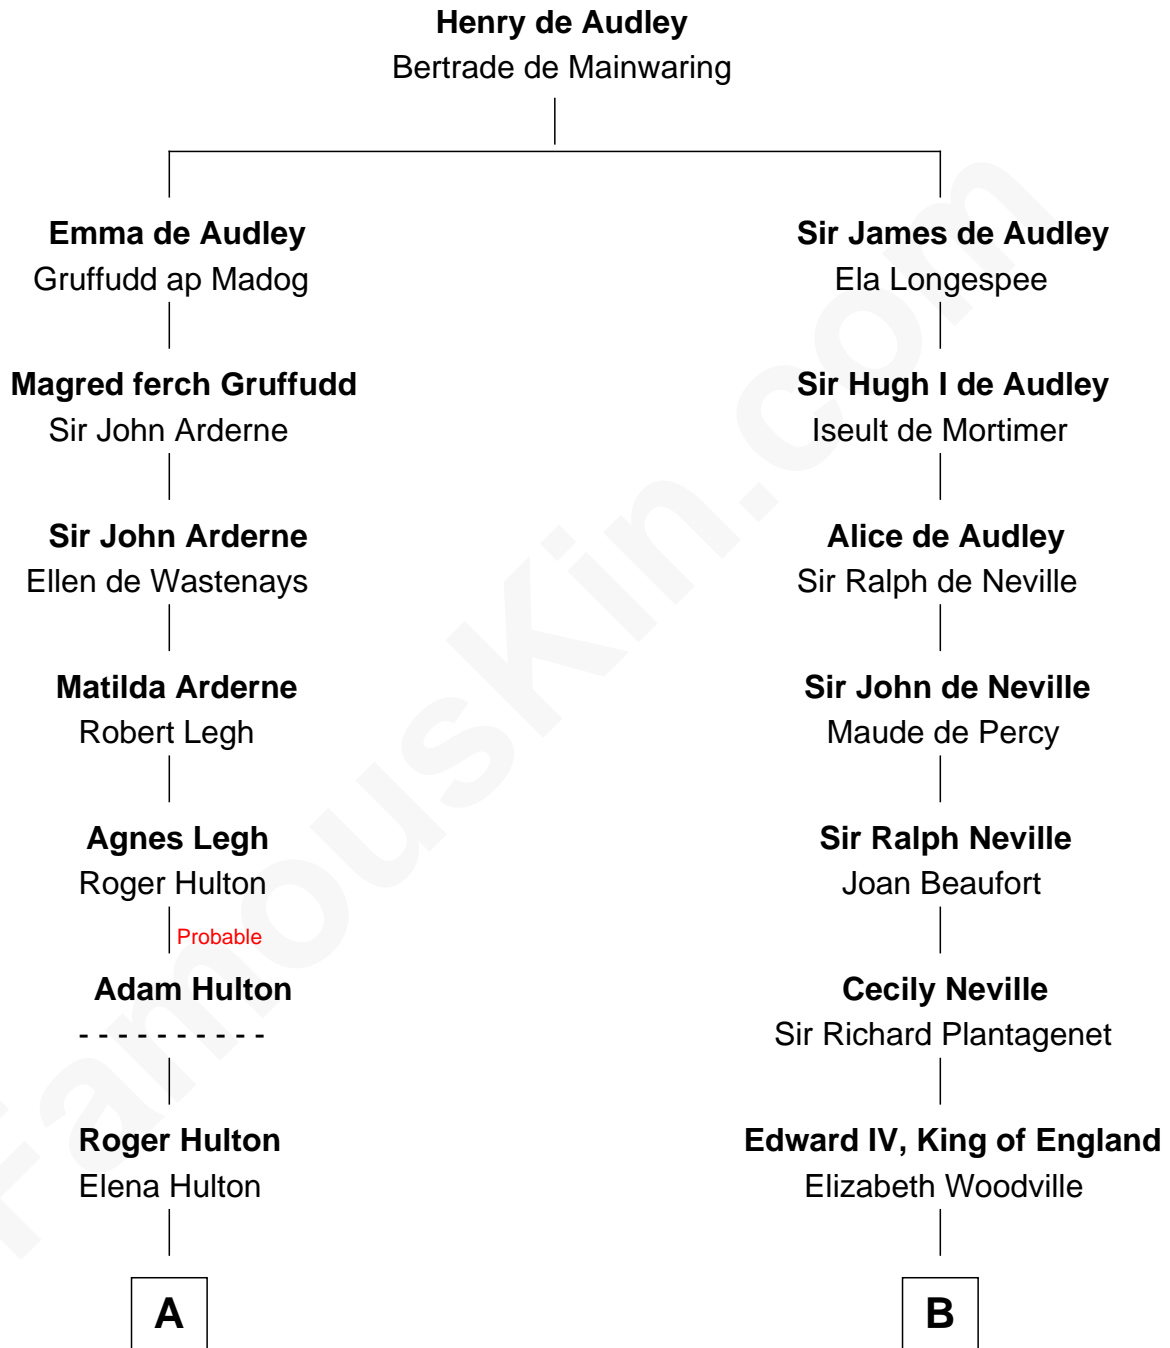 Henry de Audley
Bertrade de Mainwaring
Emma de Audley
Gruffudd ap Madog
Magred ferch Gruffudd
Sir John Arderne
Sir John Arderne
Ellen de Wastenays
Matilda Arderne
Robert Legh
Agnes Legh
Roger Hulton
Probable
Adam Hulton
- - - - - - - - - -
Roger Hulton
Elena Hulton
A
Sir James de Audley
Ela Longespee
Sir Hugh I de Audley
Iseult de Mortimer
Alice de Audley
Sir Ralph de Neville
Sir John de Neville
Maude de Percy
Sir Ralph Neville
Joan Beaufort
Cecily Neville
Sir Richard Plantagenet
Edward IV, King of England
Elizabeth Woodville
B
FamousKin.com